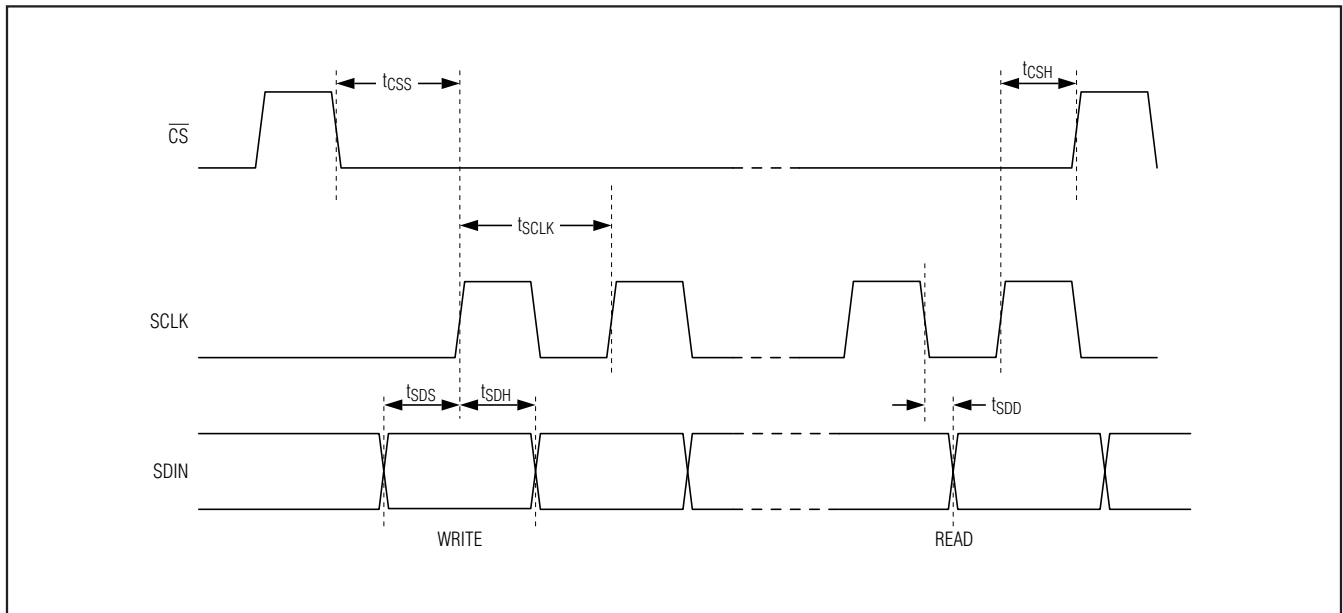 tCSS
tCSH
CS
tSCLK
SCLK
tSDS
tSDH
tSDD
SDIN
WRITE
READ